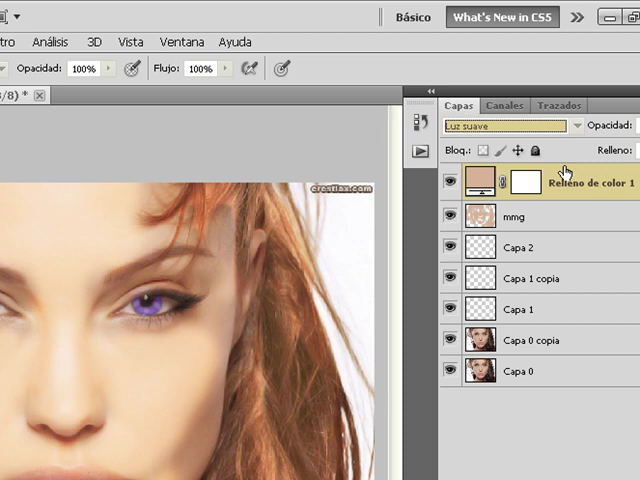 Básico
What's New in CS5
tro Análisis 3D Vista Ventana Ayuda
Opacidad: 100% Flujo: 100%
/8) *
Capas Canales Trazados
Luz suave Opacidad:
Bloq.: Relleno:
Relleno de color 1
mmg
Capa 2
Capa 1 copia
Capa 1
Capa 0 copia
Capa 0
crestiax.com